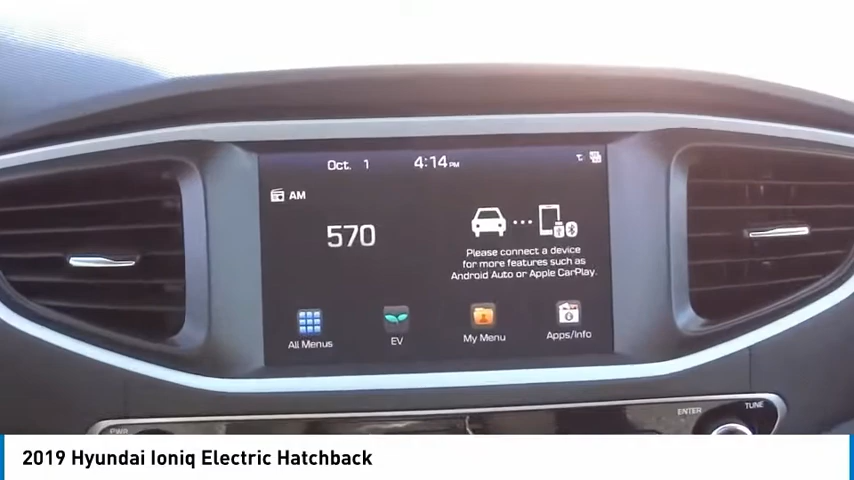 Oct. 1 4:14 PM
AM
570
Please connect a device
for more features such as
Android Auto or Apple CarPlay.
All Menus EV My Menu Apps/Info
PWR ENTER TUNE
2019 Hyundai Ioniq Electric Hatchback